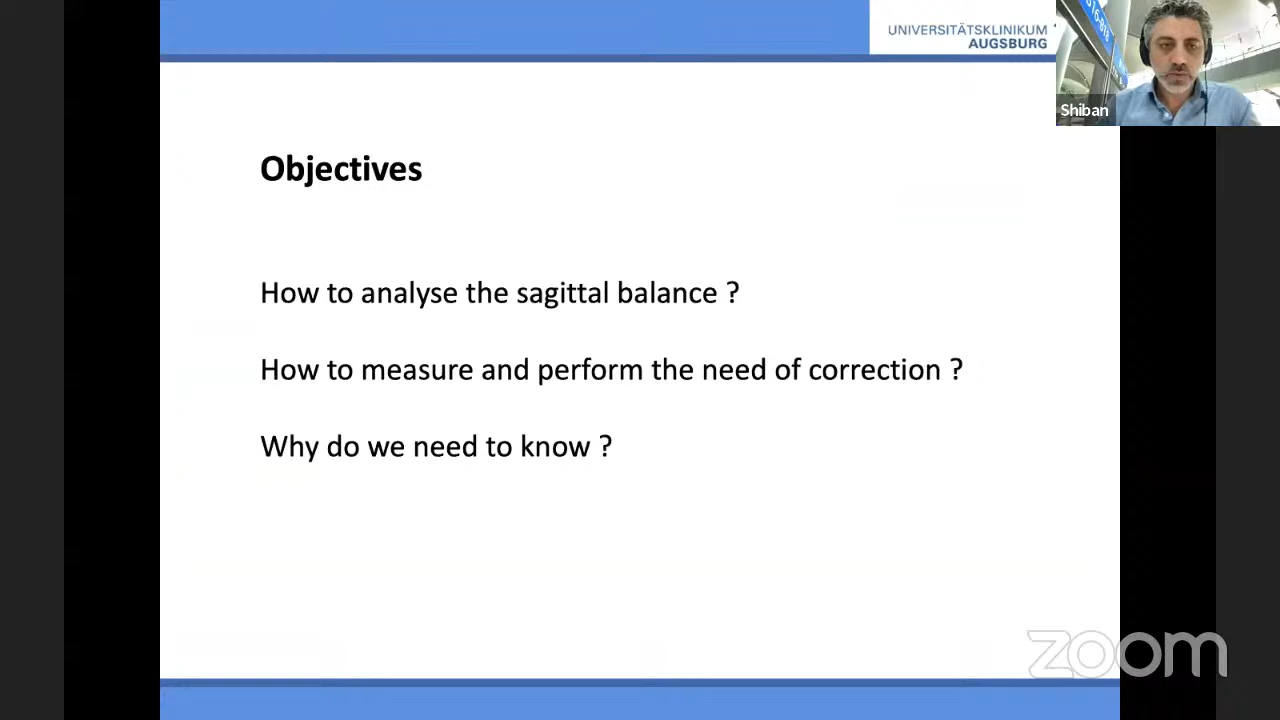 UNIVERSITÄTSKLINIKUM
AUGSBURG
Shiban
Objectives
How to analyse the sagittal balance ?
How to measure and perform the need of correction ?
Why do we need to know ?
zoom